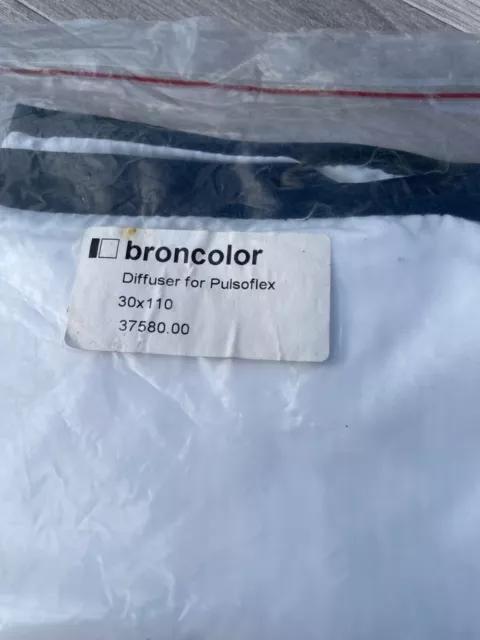 broncolor
Diffuser for Pulsoflex
30x110
37580.00